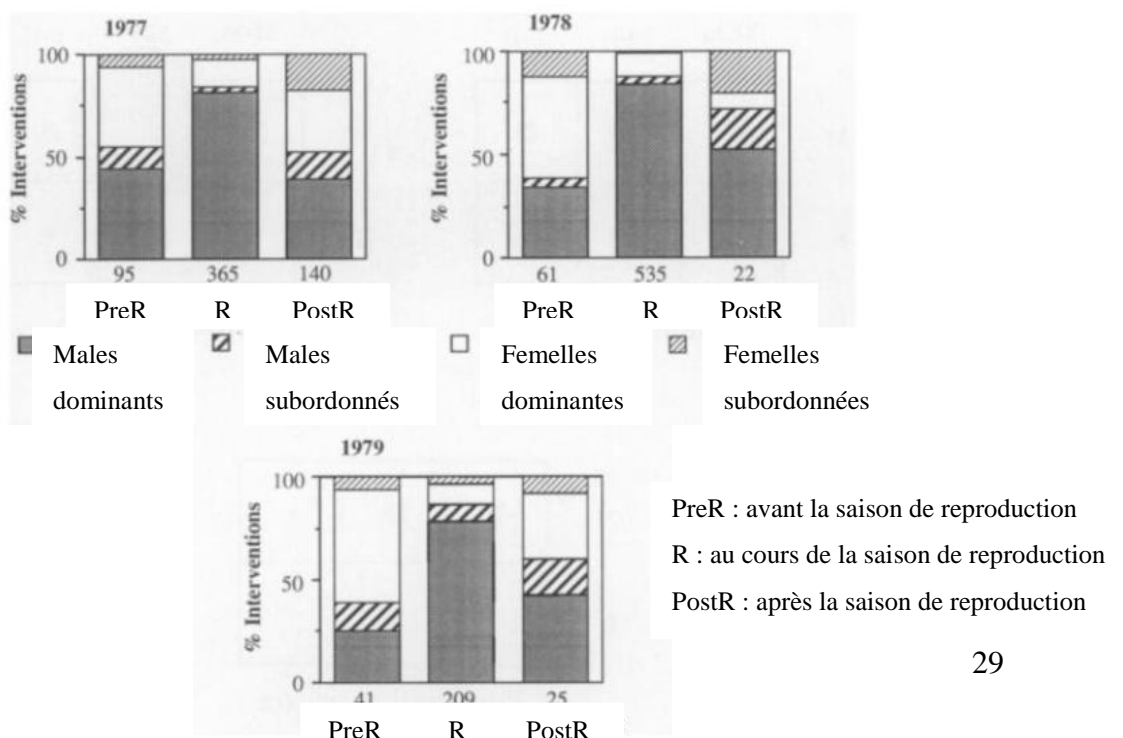 1977
100
50
0
% Interventions
95 365 140
PreR R PostR
1978
100
50
0
% Interventions
61 535 22
PreR R PostR
Males dominants
Males subordonnés
Femelles dominantes
Femelles subordonnées
1979
100
50
0
% Interventions
41 209 25
PreR R PostR
PreR : avant la saison de reproduction
R : au cours de la saison de reproduction
PostR : après la saison de reproduction
29